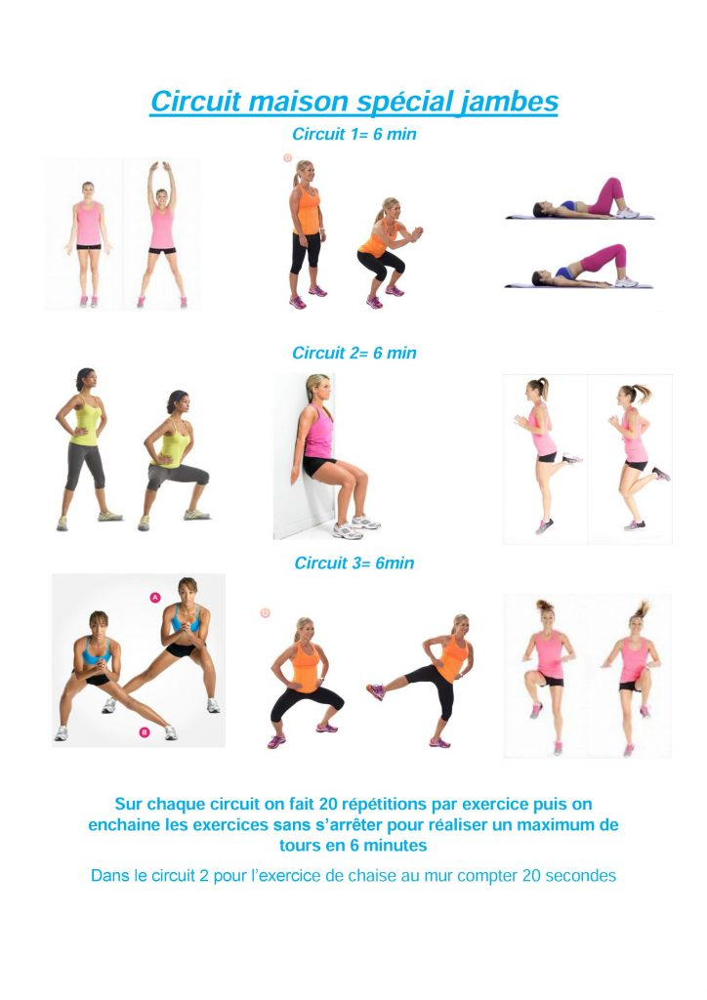 Circuit maison spécial jambes
Circuit 1= 6 min
U
Circuit 2= 6 min
Circuit 3= 6min
A
B
U
Sur chaque circuit on fait 20 répétitions par exercice puis on
enchaine les exercices sans s’arrêter pour réaliser un maximum de
tours en 6 minutes
Dans le circuit 2 pour l’exercice de chaise au mur compter 20 secondes